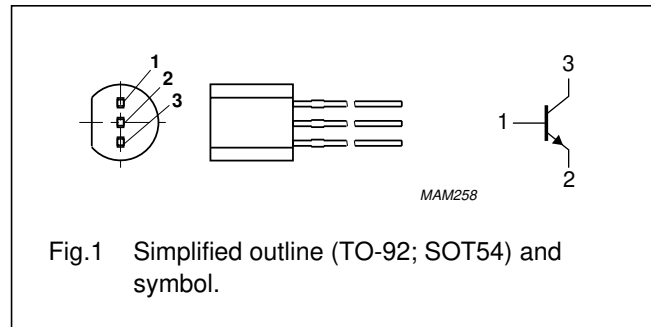 1
2
3
3
1
2
MAM258
Fig.1 Simplified outline (TO-92; SOT54) and
symbol.